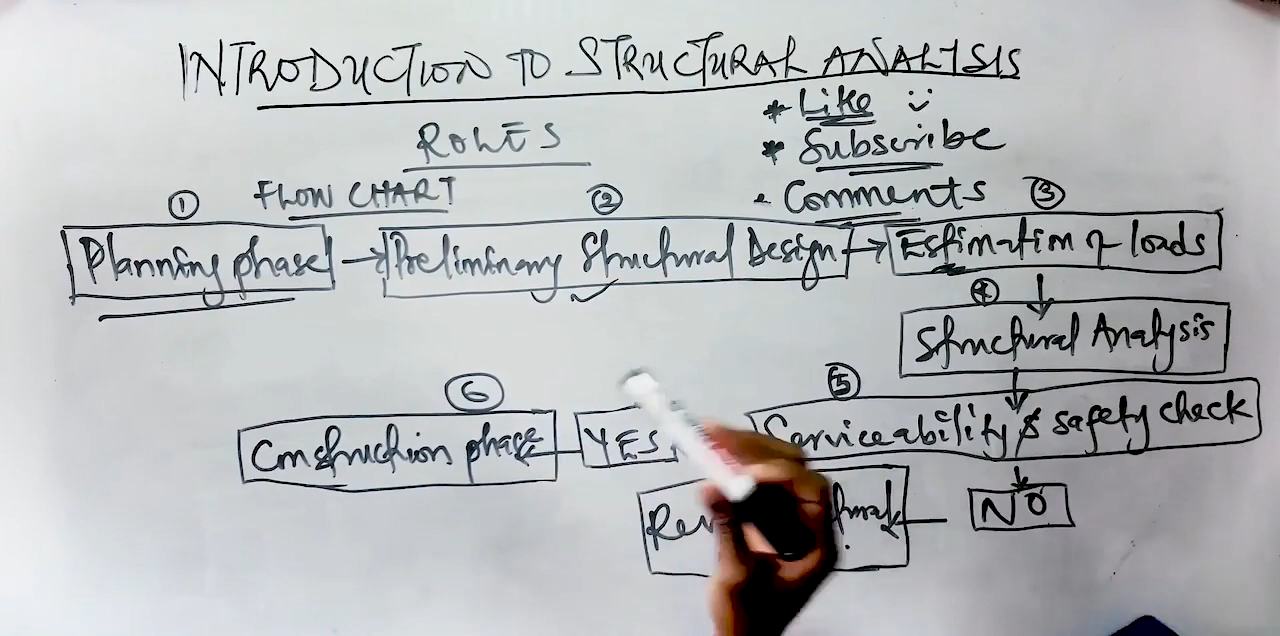 INTRODUCTION TO STRUCTURAL ANALYSIS
* Like
ROLES
* Subscribe
FLOW CHART
• Comments
① ② ③
Planning phase → Preliminary Structural Design → Estimation of loads
④
Structural Analysis
⑥ ⑤
Construction phase YES Serviceability & safety check
NO